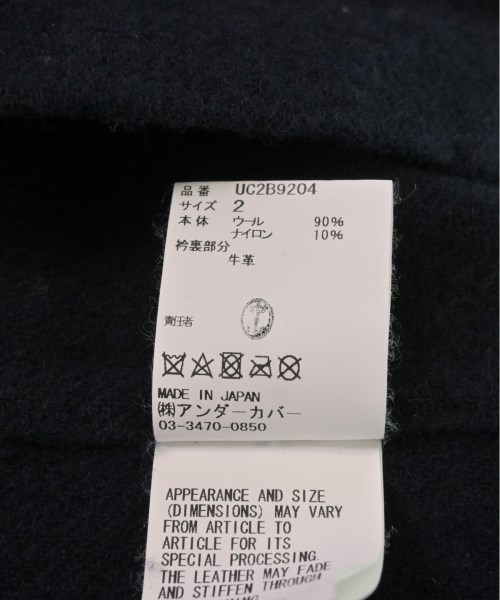 品番 UC2B9204
サイズ 2
本体 ウール 90%
ナイロン 10%
衿裏部分
牛革
責任者
MADE IN JAPAN
㈱アンダーカバー
03-3470-0850
APPEARANCE AND SIZE
(DIMENSIONS) MAY VARY
FROM ARTICLE TO
ARTICLE FOR ITS
SPECIAL PROCESSING.
THE LEATHER MAY FADE
AND STIFFEN THROUGH